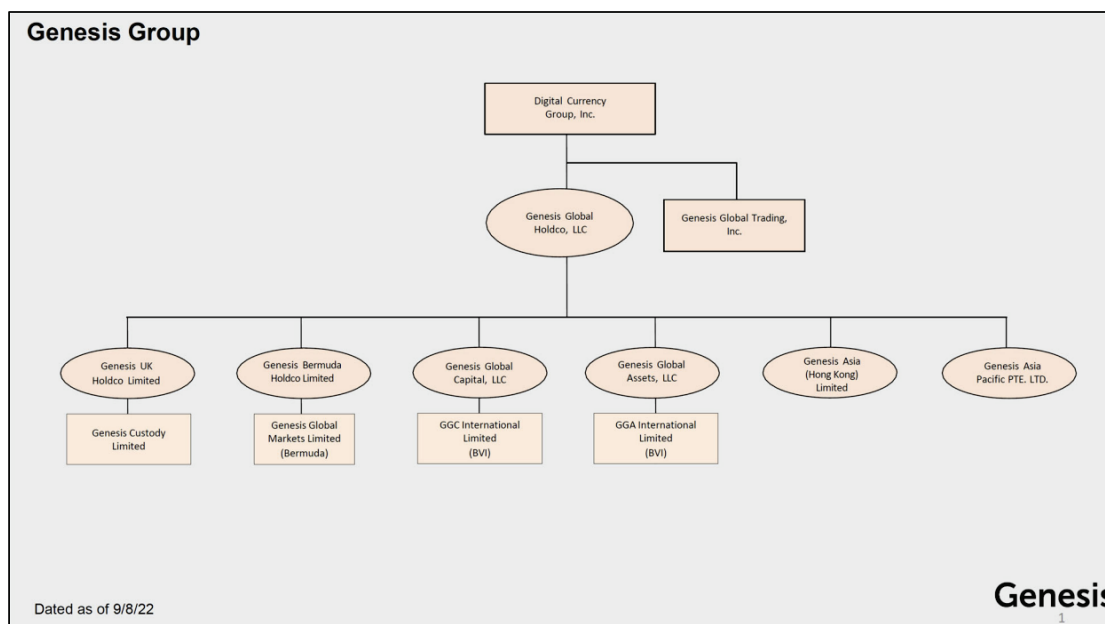 Genesis Group
Digital Currency
Group, Inc.
Genesis Global
Holdco, LLC
Genesis Global Trading,
Inc.
Genesis UK
Holdco Limited
Genesis Bermuda
Holdco Limited
Genesis Global
Capital, LLC
Genesis Global
Assets, LLC
Genesis Asia
(Hong Kong)
Limited
Genesis Asia
Pacific PTE. LTD.
Genesis Custody
Limited
Genesis Global
Markets Limited
(Bermuda)
GGC International
Limited
(BVI)
GGA International
Limited
(BVI)
Dated as of 9/8/22
Genesis
1